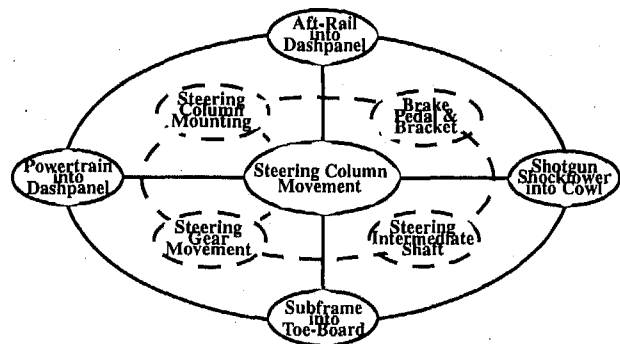 Aft-Rail
into
Dashpanel
Steering
Column
Mounting
Brake
Pedal &
Bracket
Powertrain
into
Dashpanel
Steering Column
Movement
Shotgun
Shocktower
into Cowl
Steering
Gear
Movement
Steering
Intermediate
Shaft
Subframe
into
Toe-Board